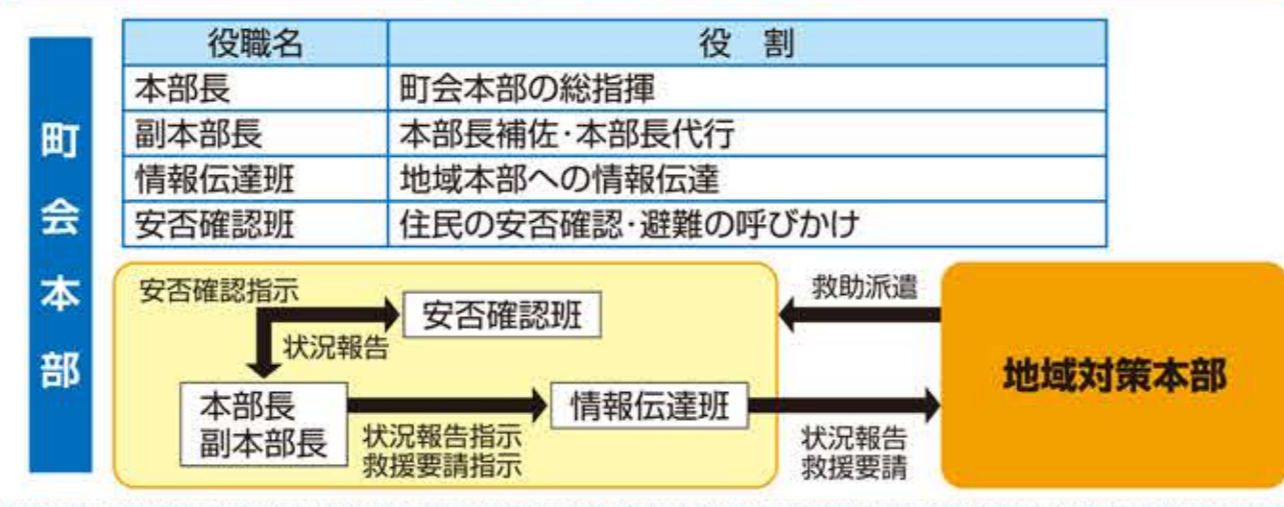 町会本部
役職名 役 割
本部長 町会本部の総指揮
副本部長 本部長補佐・本部長代行
情報伝達班 地域本部への情報伝達
安否確認班 住民の安否確認・避難の呼びかけ
安否確認指示
安否確認班
状況報告
本部長
副本部長
状況報告指示
救援要請指示
情報伝達班
救助派遣
状況報告
救援要請
地域対策本部